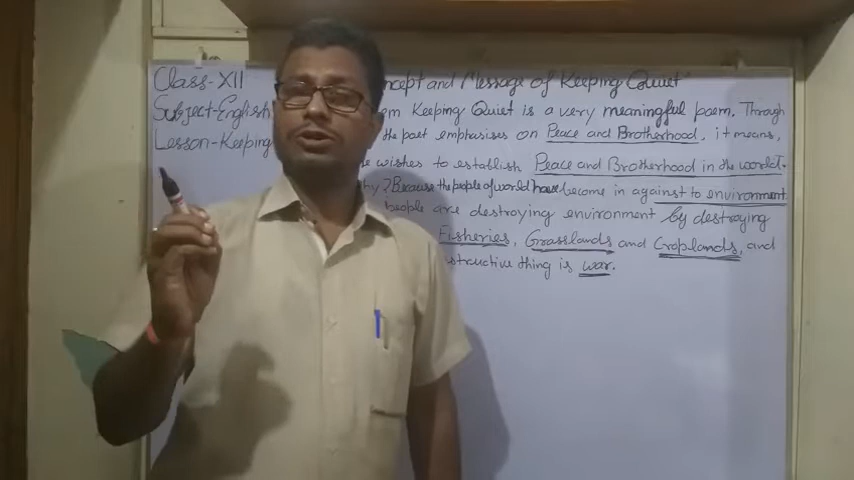 Class-XII
Subject-English
Lesson-Keeping
ncept and Message of Keeping Quiet"
em Keeping Quiet is a very meaningful poem. Through
the poet emphasises on Peace and Brotherhood, it means,
e wishes to establish Peace and Brotherhood in the world.
hy? Because the people of world have become in against to environment
people are destroying environment by destroying
Fisheries, Grasslands and Croplands, and
structive thing is war.